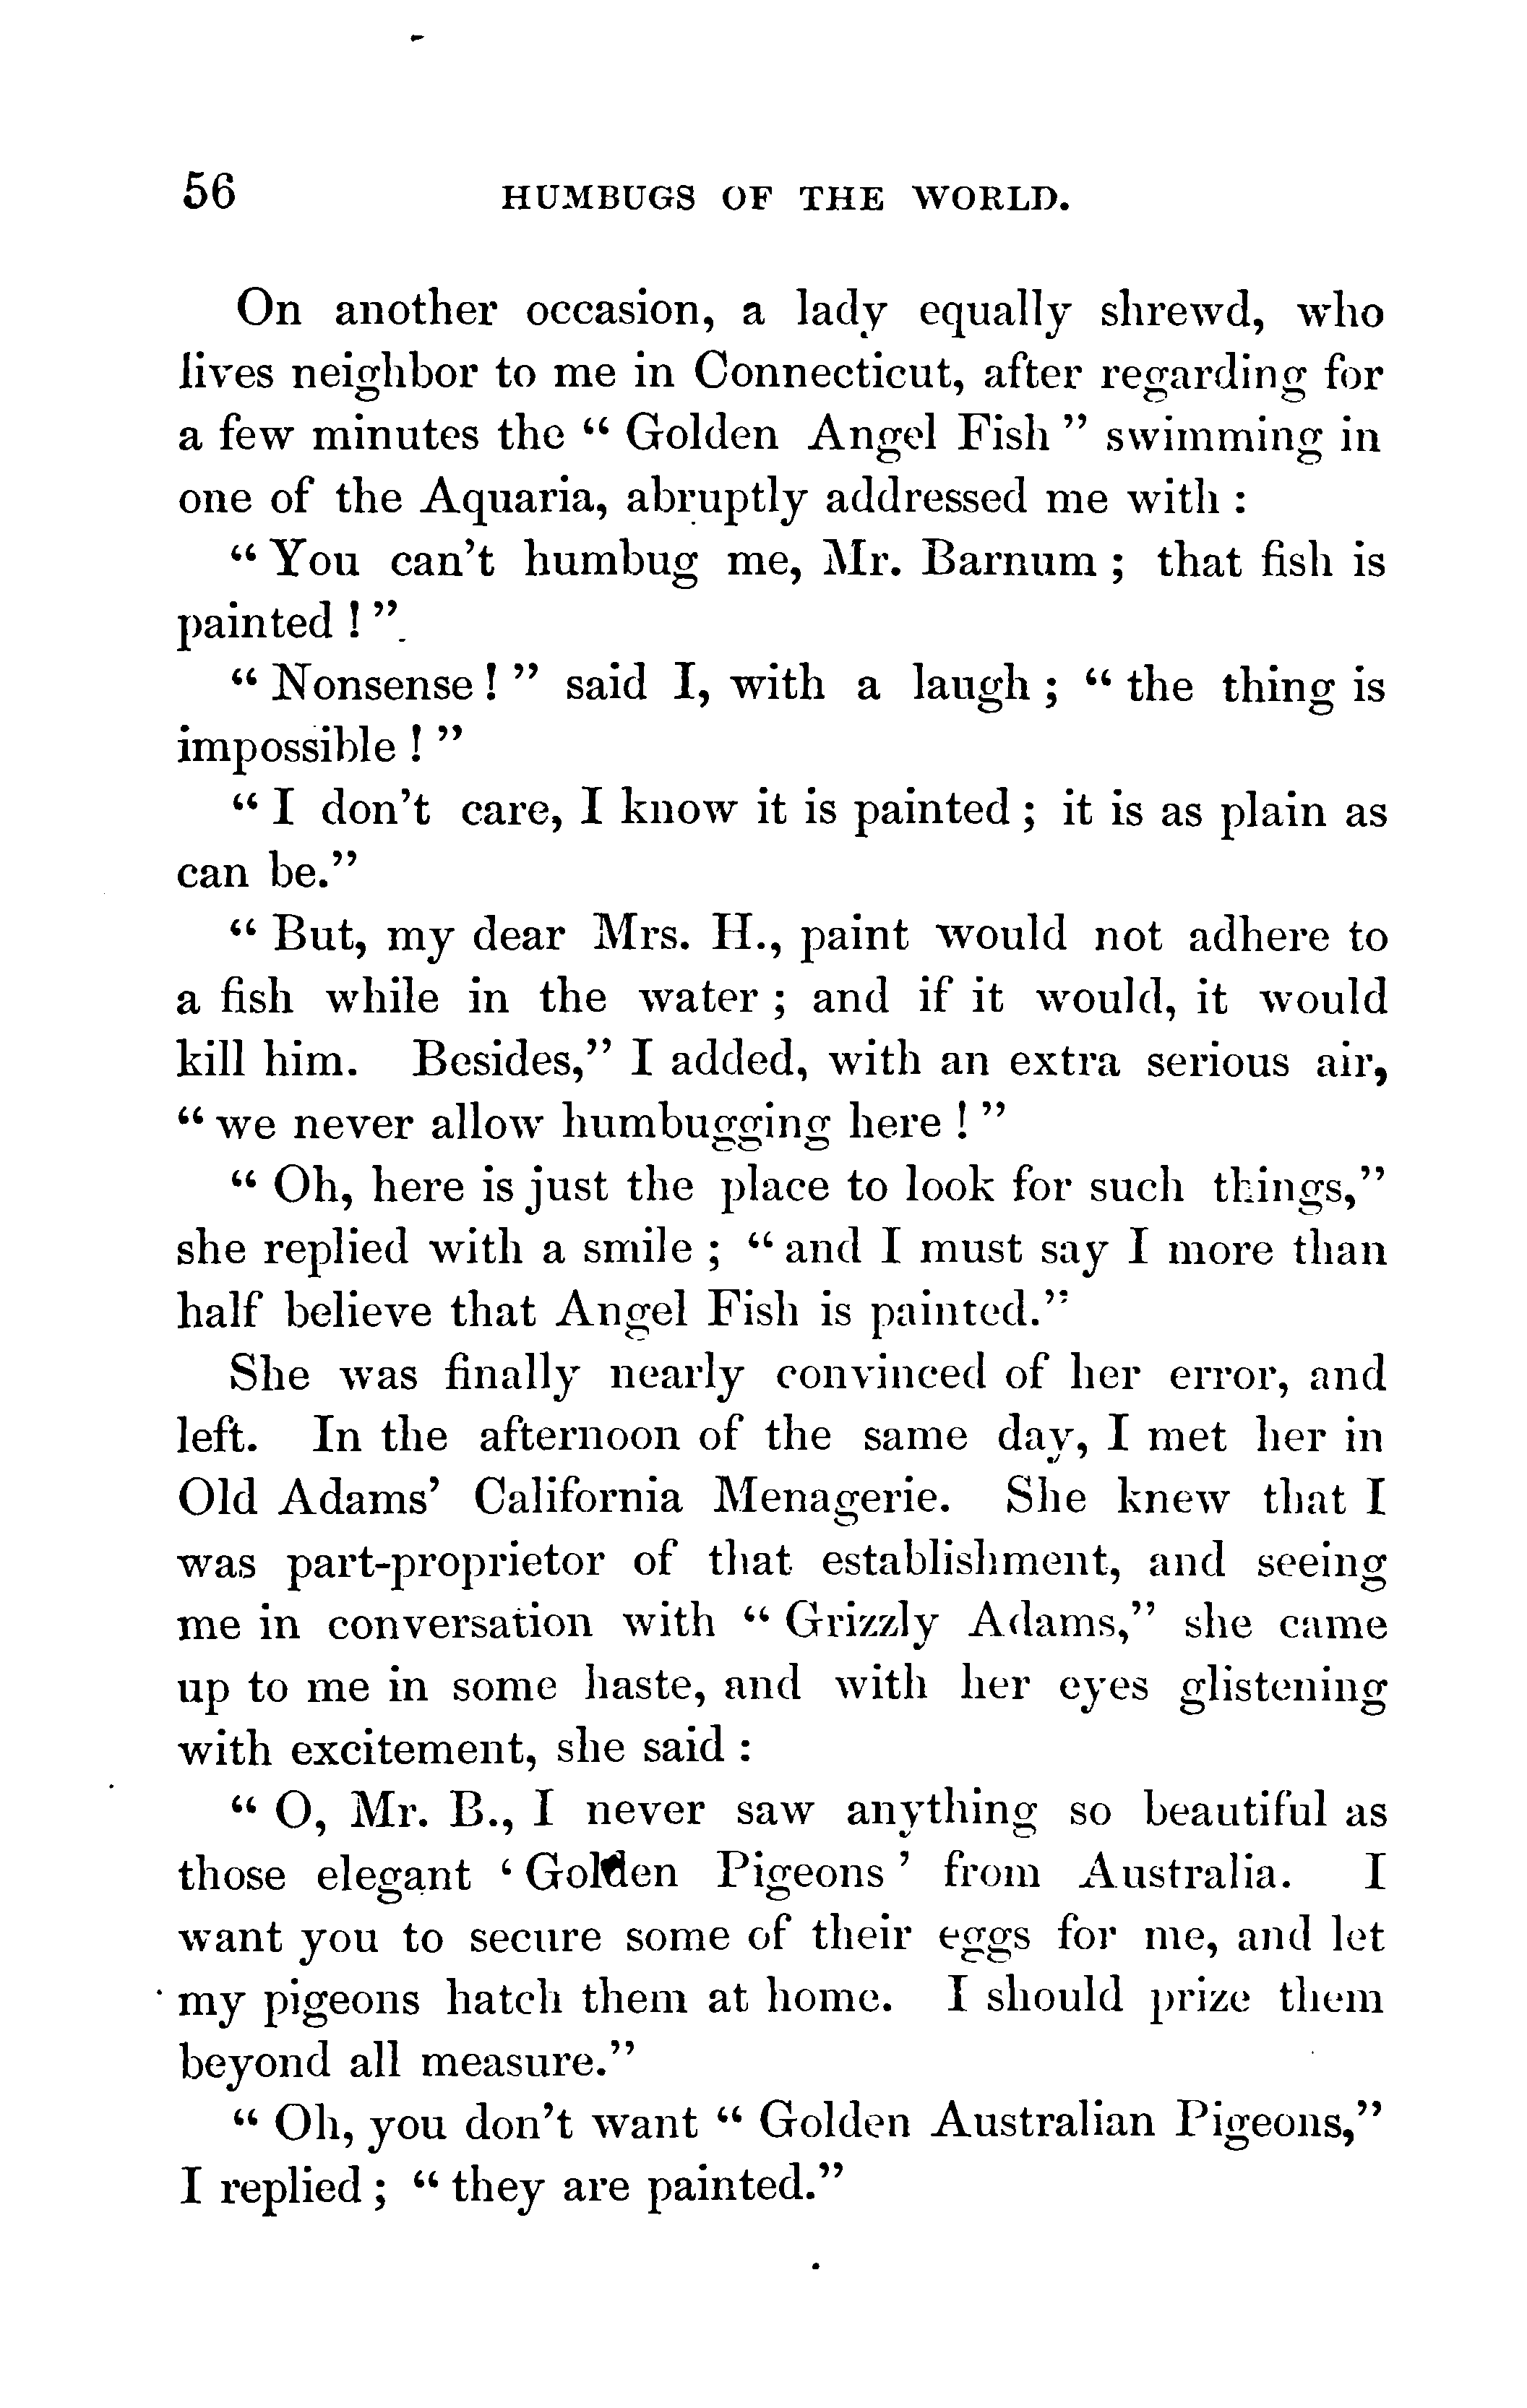 56 HUMBUGS OF THE WORLD.
On another occasion, a lady equally shrewd, who
lives neighbor to me in Connecticut, after regarding for
a few minutes the “ Golden Angel Fish ” swimming in
one of the Aquaria, abruptly addressed me with :
“ You can’t humbug me, Mr. Barnum ; that fish is
painted ! ”
“ Nonsense ! ” said I, with a laugh ; “ the thing is
impossible ! ”
“ I don’t care, I know it is painted ; it is as plain as
can be.”
“ But, my dear Mrs. H., paint would not adhere to
a fish while in the water ; and if it would, it would
kill him. Besides,” I added, with an extra serious air,
“ we never allow humbugging here ! ”
“ Oh, here is just the place to look for such things,”
she replied with a smile ; “ and I must say I more than
half believe that Angel Fish is painted.”
She was finally nearly convinced of her error, and
left. In the afternoon of the same day, I met her in
Old Adams’ California Menagerie. She knew that I
was part-proprietor of that establishment, and seeing
me in conversation with “ Grizzly Adams,” she came
up to me in some haste, and with her eyes glistening
with excitement, she said :
“ O, Mr. B., I never saw anything so beautiful as
those elegant ‘ Golden Pigeons ’ from Australia. I
want you to secure some of their eggs for me, and let
my pigeons hatch them at home. I should prize them
beyond all measure.”
“ Oh, you don’t want “ Golden Australian Pigeons,”
I replied ; “ they are painted.”